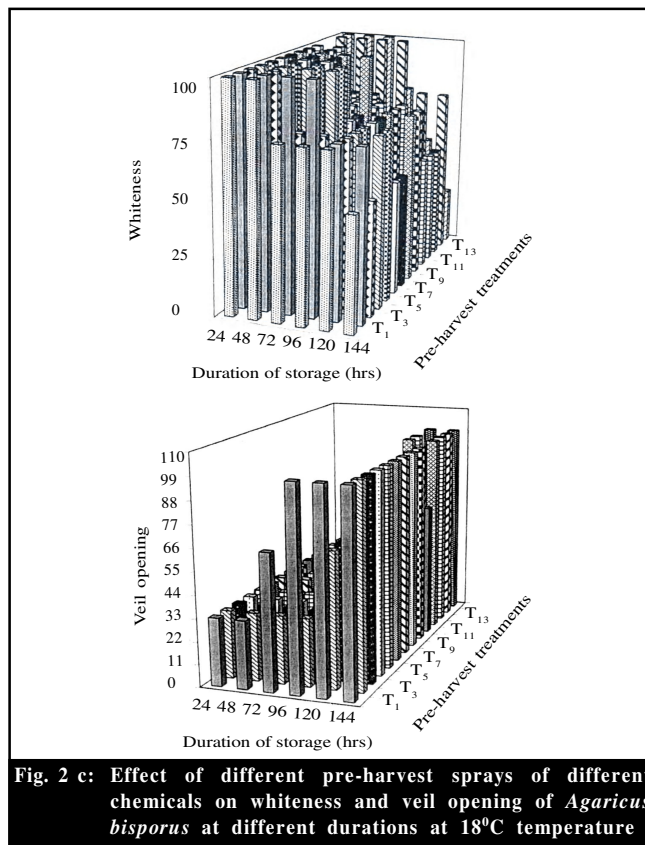 100
75
50
25
0
Whiteness
24 48 72 96 120 144
Duration of storage (hrs)
T1 T3 T5 T7 T9 T11 T13
Pre-harvest treatments
110
99
88
77
66
55
44
33
22
11
0
Veil opening
24 48 72 96 120 144
Duration of storage (hrs)
T1 T3 T5 T7 T9 T11 T13
Pre-harvest treatments
Fig. 2 c: Effect of different pre-harvest sprays of different
chemicals on whiteness and veil opening of Agaricus
bisporus at different durations at 18⁰C temperature